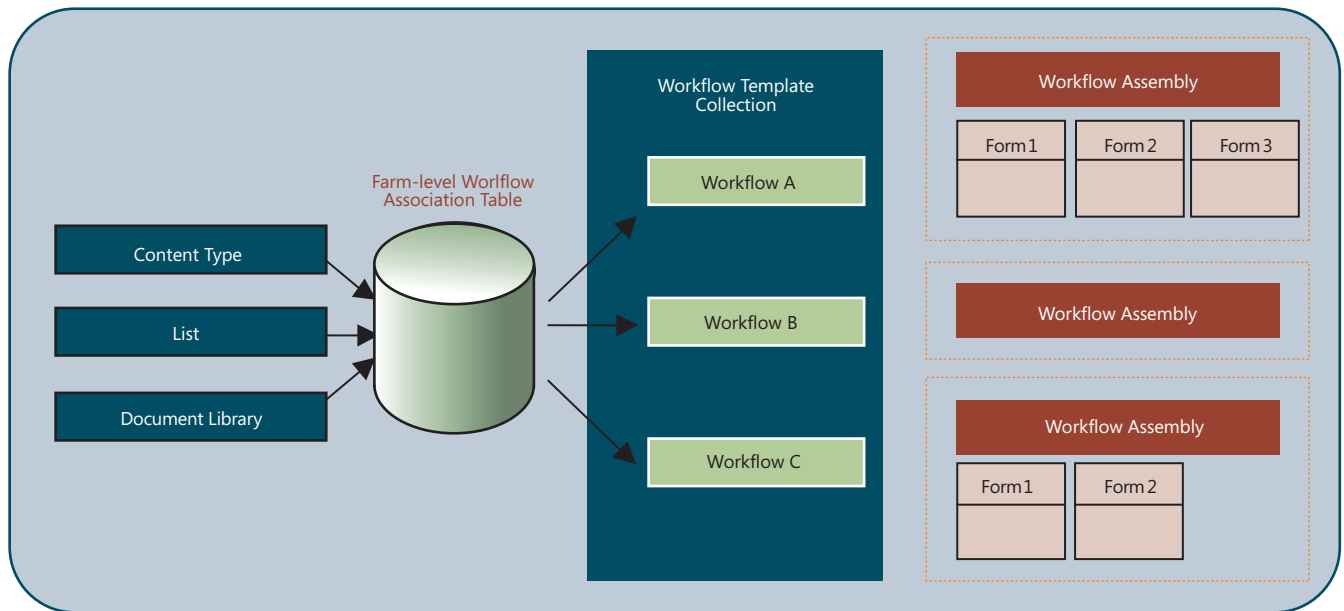 Content Type
List
Document Library
Farm-level Worlflow
Association Table
Workflow Template
Collection
Workflow A
Workflow B
Workflow C
Workflow Assembly
Form 1
Form 2
Form 3
Workflow Assembly
Workflow Assembly
Form 1
Form 2